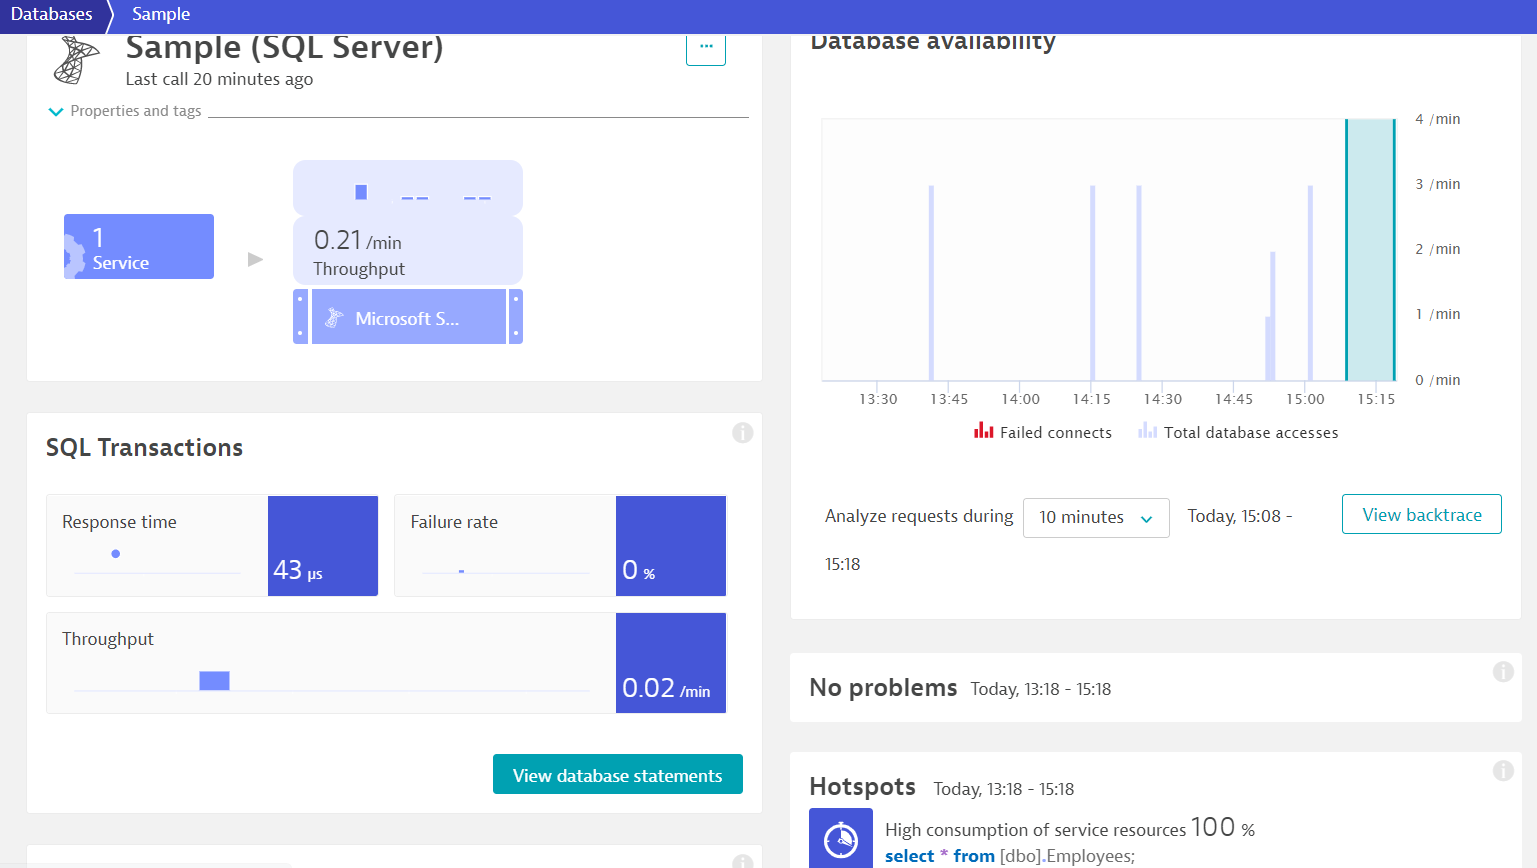 Databases
Sample
Sample (SQL Server)
...
Last call 20 minutes ago
Properties and tags
1
Service
0.21 /min
Throughput
Microsoft S...
SQL Transactions
Response time
43 µs
Failure rate
0 %
Throughput
0.02 /min
View database statements
Database availability
4 /min
3 /min
2 /min
1 /min
0 /min
13:30 13:45 14:00 14:15 14:30 14:45 15:00 15:15
Failed connects Total database accesses
Analyze requests during 10 minutes Today, 15:08 -
15:18
View backtrace
No problems Today, 13:18 - 15:18
Hotspots Today, 13:18 - 15:18
High consumption of service resources 100 %
select * from [dbo].Employees;